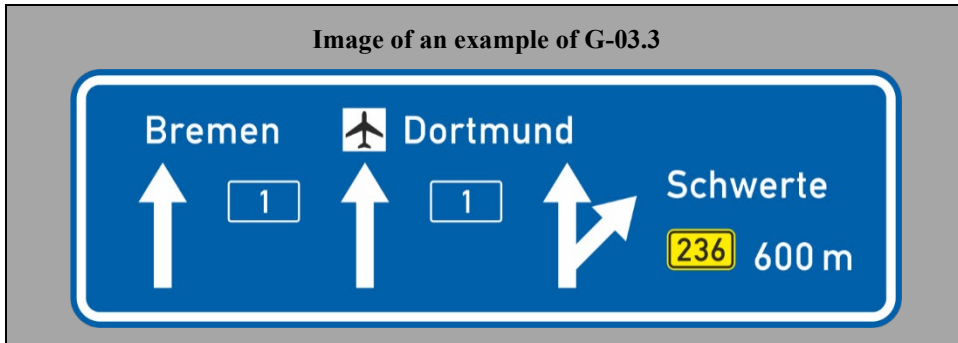 Image of an example of G-03.3
Bremen Dortmund
1 1
Schwerte
236 600 m